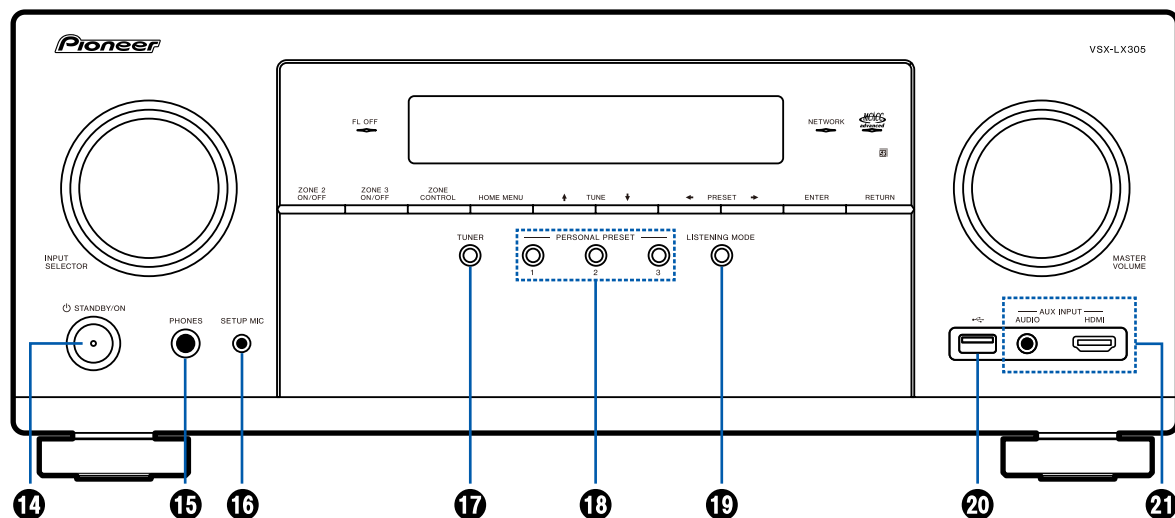 Pioneer
VSX-LX305
FL OFF
NETWORK
MCACC
advanced
ZONE 2
ON/OFF
ZONE 3
ON/OFF
ZONE
CONTROL
HOME MENU
TUNE
PRESET
ENTER
RETURN
INPUT
SELECTOR
TUNER
PERSONAL PRESET
1
2
3
LISTENING MODE
MASTER
VOLUME
STANDBY/ON
PHONES
SETUP MIC
AUX INPUT
AUDIO
HDMI
14
15
16
17
18
19
20
21